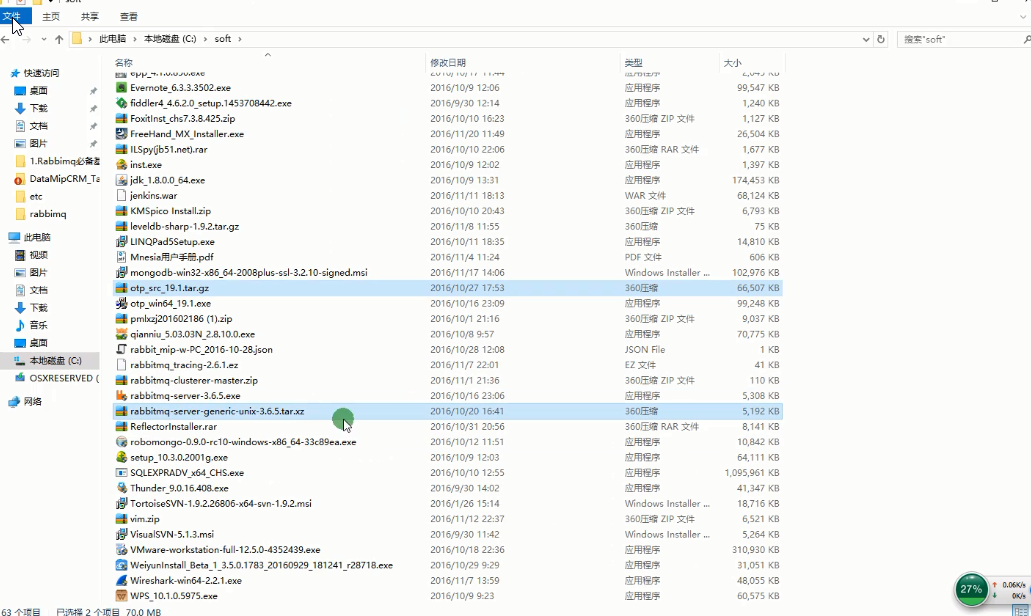 文件 主页 共享 查看
此电脑 › 本地磁盘 (C:) › soft › 搜索"soft"
名称 修改日期 类型 大小
快速访问
桌面
下载
文档
图片
DataMipCRM_Ta
etc
rabbimq
此电脑
视频
图片
文档
下载
音乐
桌面
本地磁盘 (C:)
OSXRESERVED (
网络
Evernote_6.3.3.3502.exe 2016/10/9 12:06 应用程序 99,547 KB
fiddler4_4.6.2.0_setup.1453708442.exe 2016/9/30 12:14 应用程序 1,240 KB
FoxitInst_chs7.3.8.425.zip 2016/10/10 16:23 360压缩 ZIP 文件 1,127 KB
FreeHand_MX_Installer.exe 2016/11/20 11:49 应用程序 26,504 KB
ILSpy(jb51.net).rar 2016/10/10 22:06 360压缩 RAR 文件 1,677 KB
inst.exe 2016/10/9 12:02 应用程序 1,397 KB
jdk_1.8.0.0_64.exe 2016/10/9 13:31 应用程序 174,453 KB
jenkins.war 2016/11/11 18:13 WAR 文件 68,124 KB
KMSpico Install.zip 2016/10/10 20:43 360压缩 ZIP 文件 6,793 KB
leveldb-sharp-1.9.2.tar.gz 2016/11/8 11:55 360压缩 75 KB
LINQPad5Setup.exe 2016/10/11 18:35 应用程序 14,810 KB
Mnesia用户手册.pdf 2016/11/4 11:24 PDF 文件 606 KB
mongodb-win32-x86_64-2008plus-ssl-3.2.10-signed.msi 2016/11/17 14:06 Windows Installer ... 102,976 KB
otp_src_19.1.tar.gz 2016/10/27 17:53 360压缩 66,507 KB
otp_win64_19.1.exe 2016/10/16 23:09 应用程序 99,248 KB
pmlxzj201602186 (1).zip 2016/10/1 21:16 360压缩 ZIP 文件 9,037 KB
qianniu_5.03.03N_2.8.10.0.exe 2016/10/8 9:57 应用程序 70,775 KB
rabbit_mip-w-PC_2016-10-28.json 2016/10/28 12:08 JSON File 1 KB
rabbitmq_tracing-2.6.1.ez 2016/11/7 22:01 EZ 文件 41 KB
rabbitmq-clusterer-master.zip 2016/11/1 21:36 360压缩 ZIP 文件 110 KB
rabbitmq-server-3.6.5.exe 2016/10/16 23:06 应用程序 5,308 KB
rabbitmq-server-generic-unix-3.6.5.tar.xz 2016/10/20 16:41 360压缩 5,192 KB
ReflectorInstaller.rar 2016/10/31 20:56 360压缩 RAR 文件 8,141 KB
robomongo-0.9.0-rc10-windows-x86_64-33c89ea.exe 2016/10/12 11:51 应用程序 10,842 KB
setup_10.3.0.2001g.exe 2016/10/9 12:03 应用程序 64,111 KB
SQLEXPRADV_x64_CHS.exe 2016/10/10 12:55 应用程序 1,095,961 KB
Thunder_9.0.16.408.exe 2016/9/30 14:02 应用程序 41,347 KB
TortoiseSVN-1.9.2.26806-x64-svn-1.9.2.msi 2016/1/26 15:14 Windows Installer ... 18,716 KB
vim.zip 2016/11/12 22:37 360压缩 ZIP 文件 6,521 KB
VisualSVN-5.1.3.msi 2016/9/30 11:42 Windows Installer ... 5,264 KB
VMware-workstation-full-12.5.0-4352439.exe 2016/10/18 22:36 应用程序 310,930 KB
WeiyunInstall_Beta_1_3.5.0.1783_20160929_181241_r28718.exe 2016/10/29 9:29 应用程序 31,051 KB
Wireshark-win64-2.2.1.exe 2016/11/7 13:59 应用程序 48,055 KB
WPS_10.1.0.5975.exe 2016/10/9 9:23 应用程序 60,575 KB
27% 0.06K/s
0K/s
63 个项目 已选择 2 个项目 70.0 MB